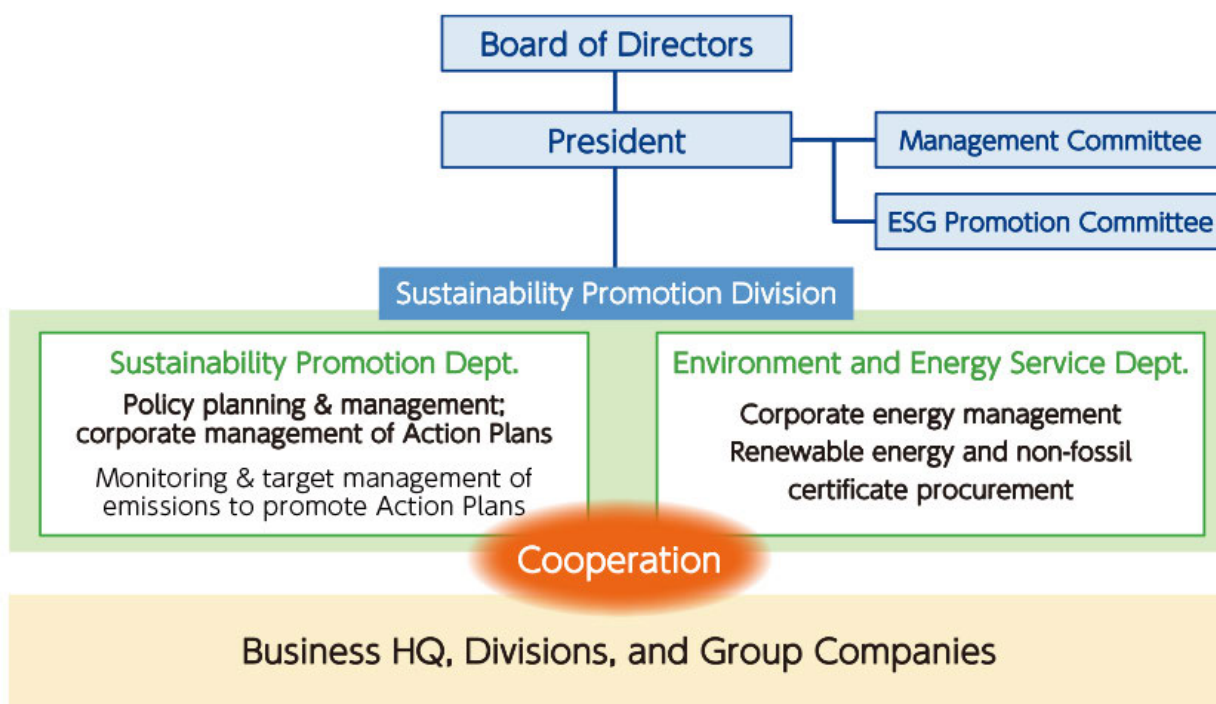 Board of Directors
President
Management Committee
ESG Promotion Committee
Sustainability Promotion Division
Sustainability Promotion Dept.
Policy planning & management;
corporate management of Action Plans
Monitoring & target management of
emissions to promote Action Plans
Environment and Energy Service Dept.
Corporate energy management
Renewable energy and non-fossil
certificate procurement
Cooperation
Business HQ, Divisions, and Group Companies